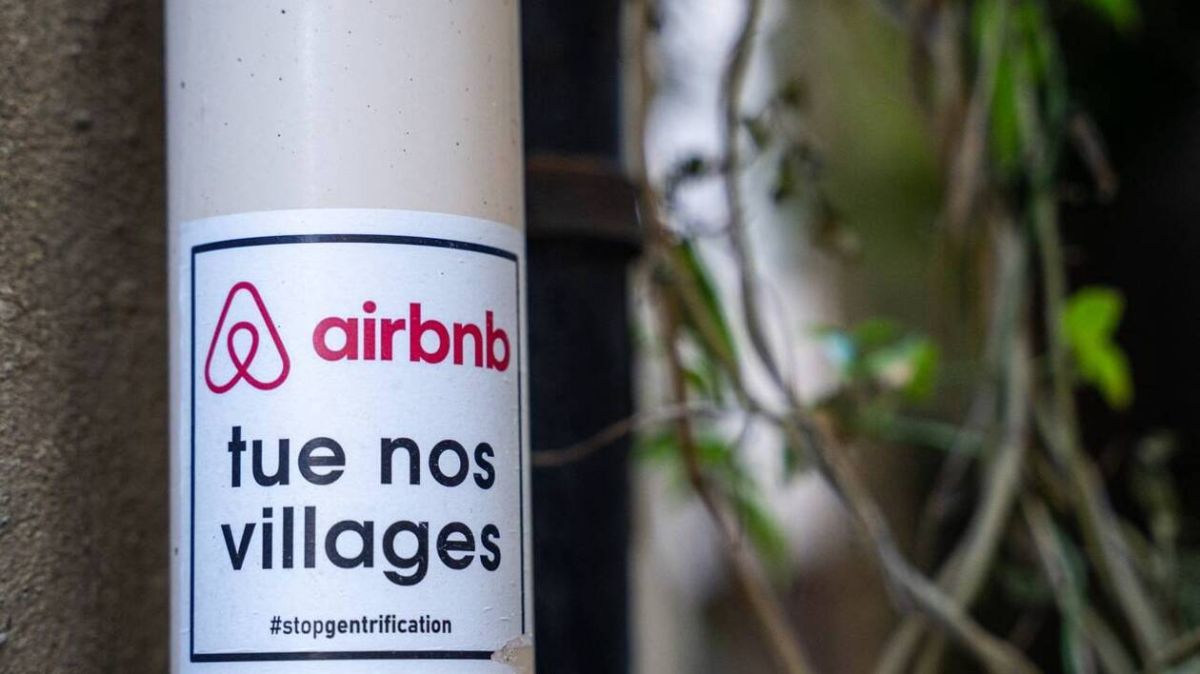 airbnb
tue nos
villages
#stopgentrification